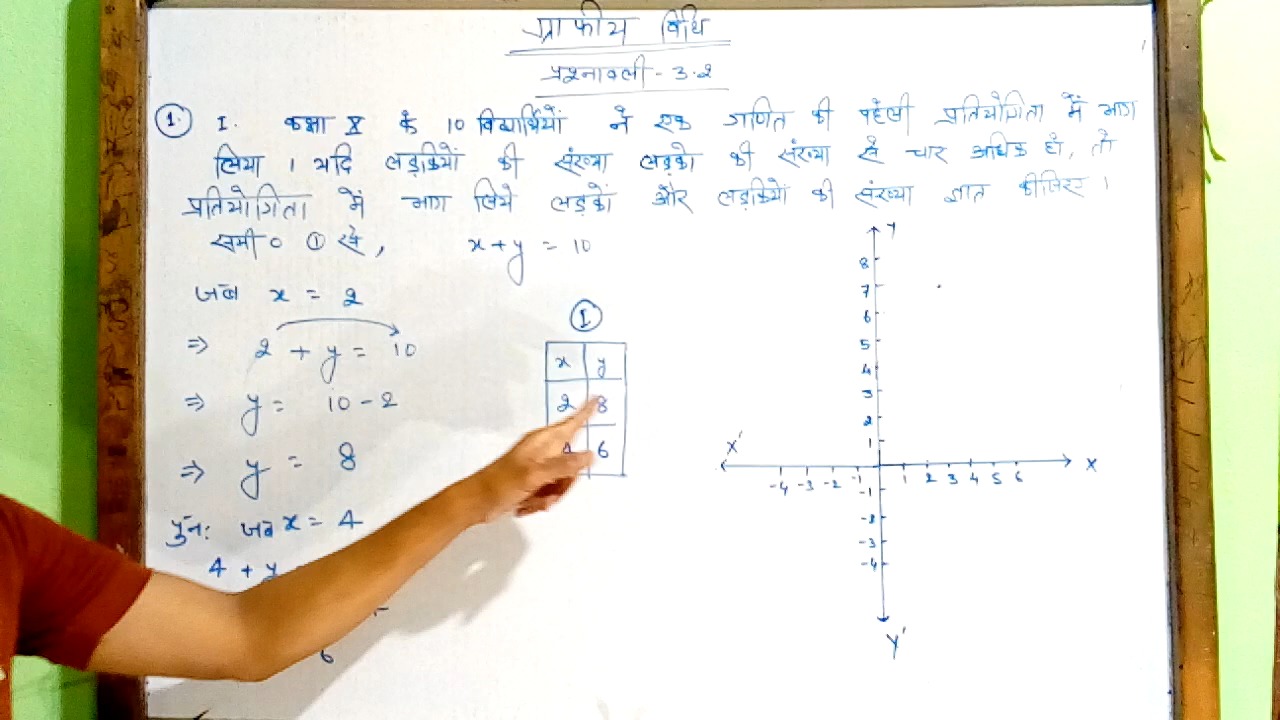 ग्राफीय विधि
प्रश्नावली - 3.2
1. I. कक्षा X के 10 विद्यार्थियों ने एक गणित की पहेली प्रतियोगिता में भाग
लिया । यदि लड़कियों की संख्या लड़कों की संख्या से चार अधिक हो, तो
प्रतियोगिता में भाग लिये लड़कों और लड़कियों की संख्या ज्ञात कीजिए ।
समी० ① से, x + y = 10
जब x = 2
⇒ 2 + y = 10
⇒ y = 10 - 2
⇒ y = 8
पुन: जब x = 4
4 + y
6
I
x y
2 8
4 6
Y
8
7
6
5
4
3
2
1
X' X
-4 -3 -2 -1 1 2 3 4 5 6
-1
-2
-3
-4
Y'